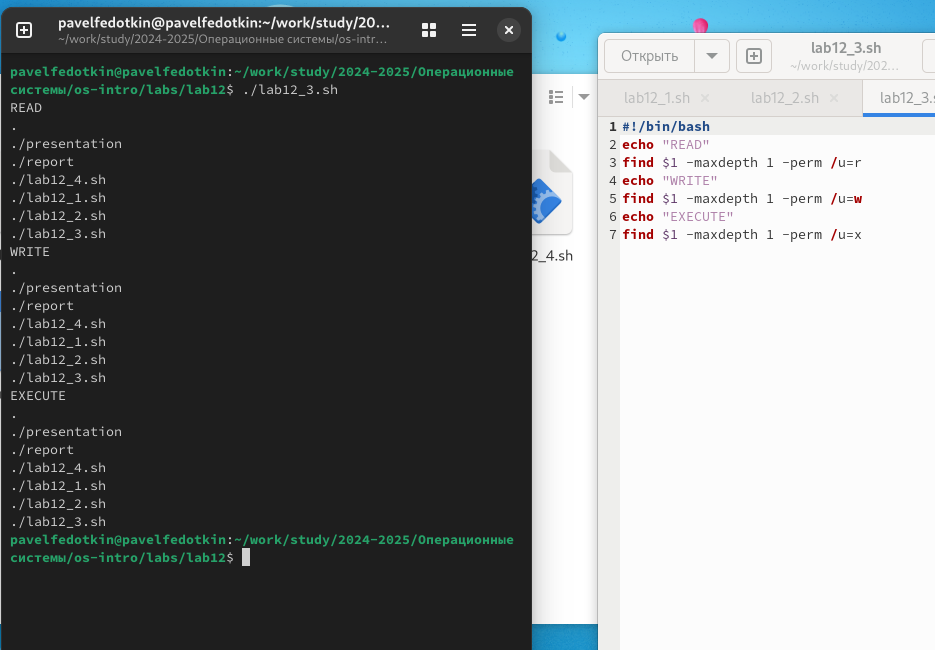 pavelfedotkin@pavelfedotkin:~/work/study/20...
~/work/study/2024-2025/Операционные системы/os-intr...
pavelfedotkin@pavelfedotkin:~/work/study/2024-2025/Операционные
системы/os-intro/labs/lab12$ ./lab12_3.sh
READ
.
./presentation
./report
./lab12_4.sh
./lab12_1.sh
./lab12_2.sh
./lab12_3.sh
WRITE
.
./presentation
./report
./lab12_4.sh
./lab12_1.sh
./lab12_2.sh
./lab12_3.sh
EXECUTE
.
./presentation
./report
./lab12_4.sh
./lab12_1.sh
./lab12_2.sh
./lab12_3.sh
pavelfedotkin@pavelfedotkin:~/work/study/2024-2025/Операционные
системы/os-intro/labs/lab12$
2_4.sh
Открыть
lab12_3.sh
~/work/study/202...
lab12_1.sh
lab12_2.sh
lab12_3.s
1 #!/bin/bash
2 echo "READ"
3 find $1 -maxdepth 1 -perm /u=r
4 echo "WRITE"
5 find $1 -maxdepth 1 -perm /u=w
6 echo "EXECUTE"
7 find $1 -maxdepth 1 -perm /u=x